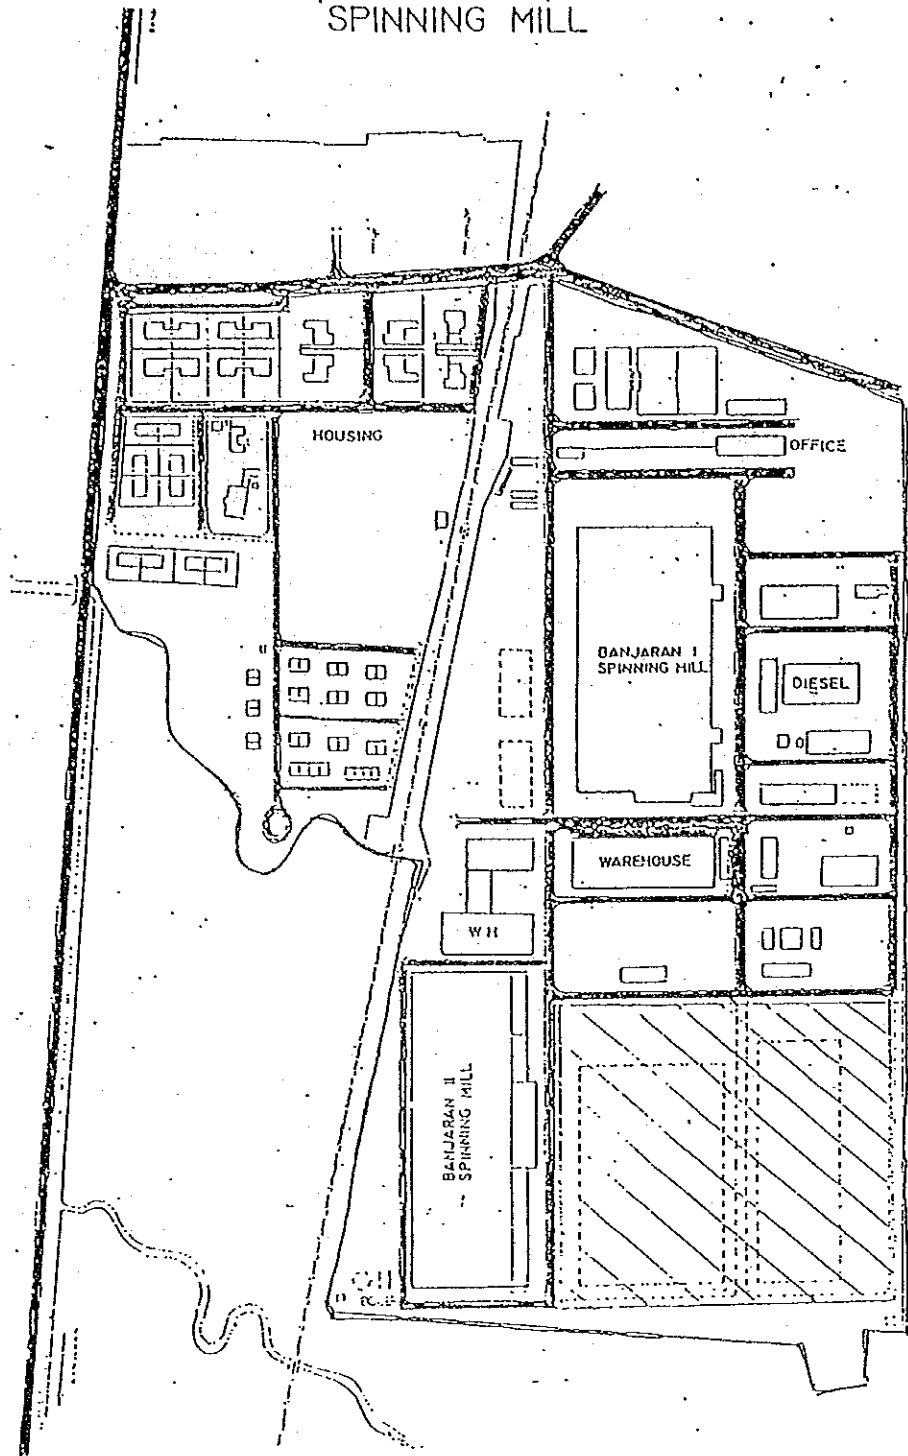 SPINNING MILL
HOUSING
OFFICE
BANJARAN I
SPINNING MILL
DIESEL
WAREHOUSE
W H
BANJARAN II
SPINNING MILL